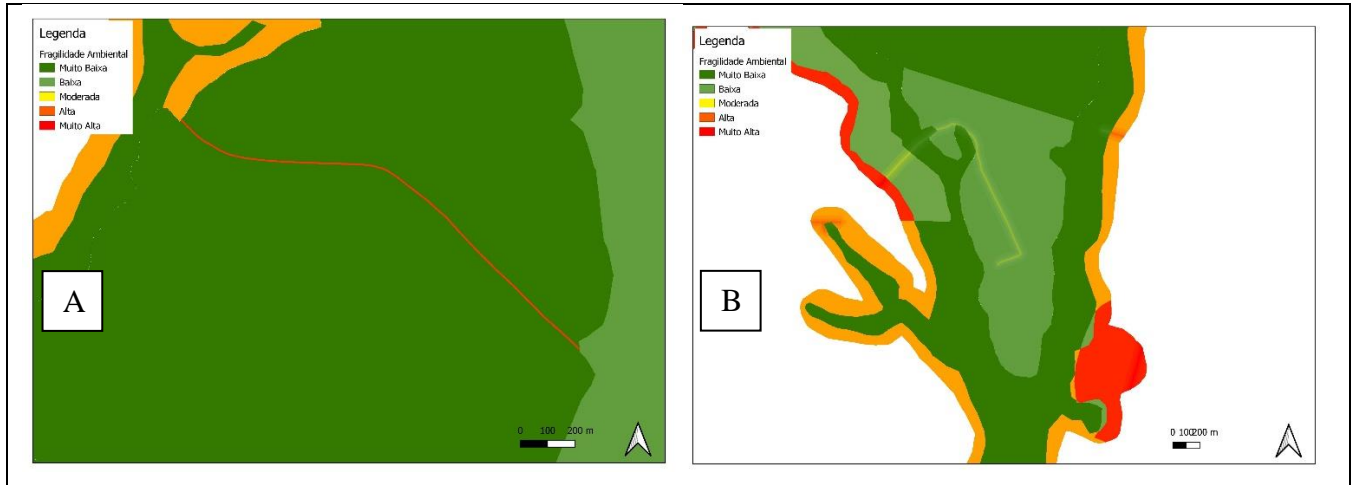 Legenda
Fragilidade Ambiental
Muito Baixa
Baixa
Moderada
Alta
Muito Alta
A
0 100 200 m
Legenda
Fragilidade Ambiental
Muito Baixa
Baixa
Moderada
Alta
Muito Alta
B
0 100200 m